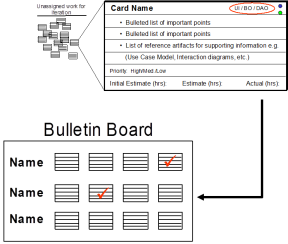 Unassigned work for
iteration
Card Name
UI / BO / DAO
• Bulleted list of important points
• Bulleted list of important points
• List of reference artifacts for supporting information e.g.
(Use Case Model, Interaction diagrams, etc.)
Priority: High/Med./Low
Initial Estimate (hrs): Estimate (hrs): Actual (hrs):
Bulletin Board
Name
Name
Name